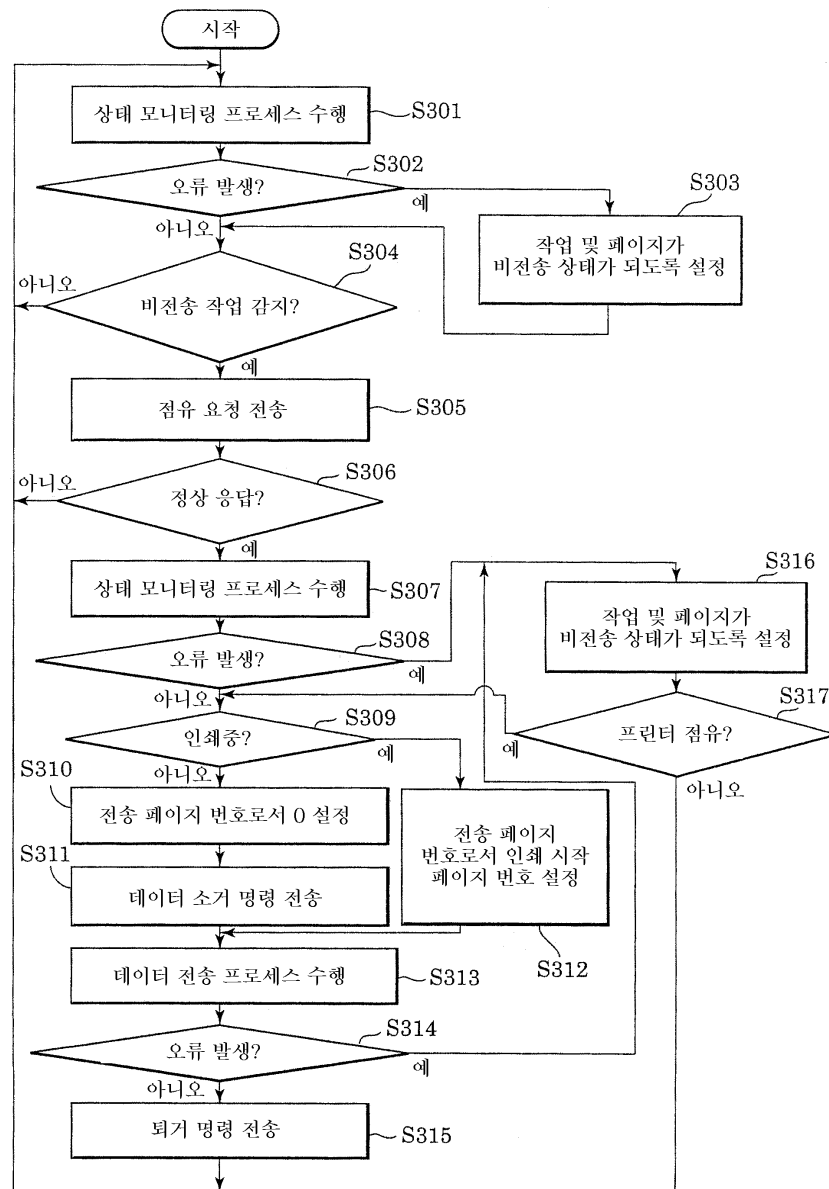 시작
상태 모니터링 프로세스 수행
S301
오류 발생?
S302
예
아니오
작업 및 페이지가
비전송 상태가 되도록 설정
S303
비전송 작업 감지?
S304
아니오
예
점유 요청 전송
S305
정상 응답?
S306
아니오
예
상태 모니터링 프로세스 수행
S307
오류 발생?
S308
예
아니오
작업 및 페이지가
비전송 상태가 되도록 설정
S316
프린터 점유?
S317
예
아니오
인쇄중?
S309
예
아니오
S310
전송 페이지 번호로서 0 설정
S311
데이터 소거 명령 전송
전송 페이지
번호로서 인쇄 시작
페이지 번호 설정
S312
데이터 전송 프로세스 수행
S313
오류 발생?
S314
예
아니오
퇴거 명령 전송
S315